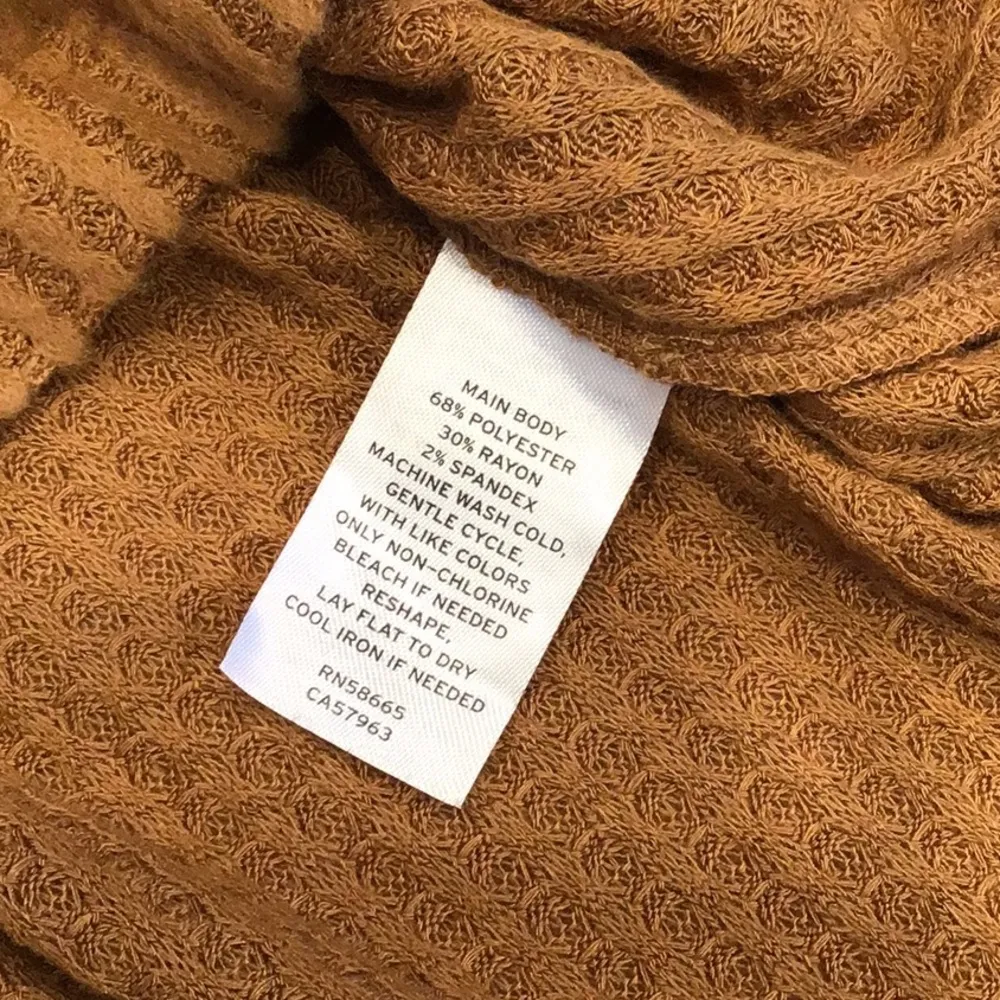 MAIN BODY
68% POLYESTER
30% RAYON
2% SPANDEX
MACHINE WASH COLD,
GENTLE CYCLE,
WITH LIKE COLORS
ONLY NON-CHLORINE
BLEACH IF NEEDED
RESHAPE,
LAY FLAT TO DRY
COOL IRON IF NEEDED
RN58665
CA57963